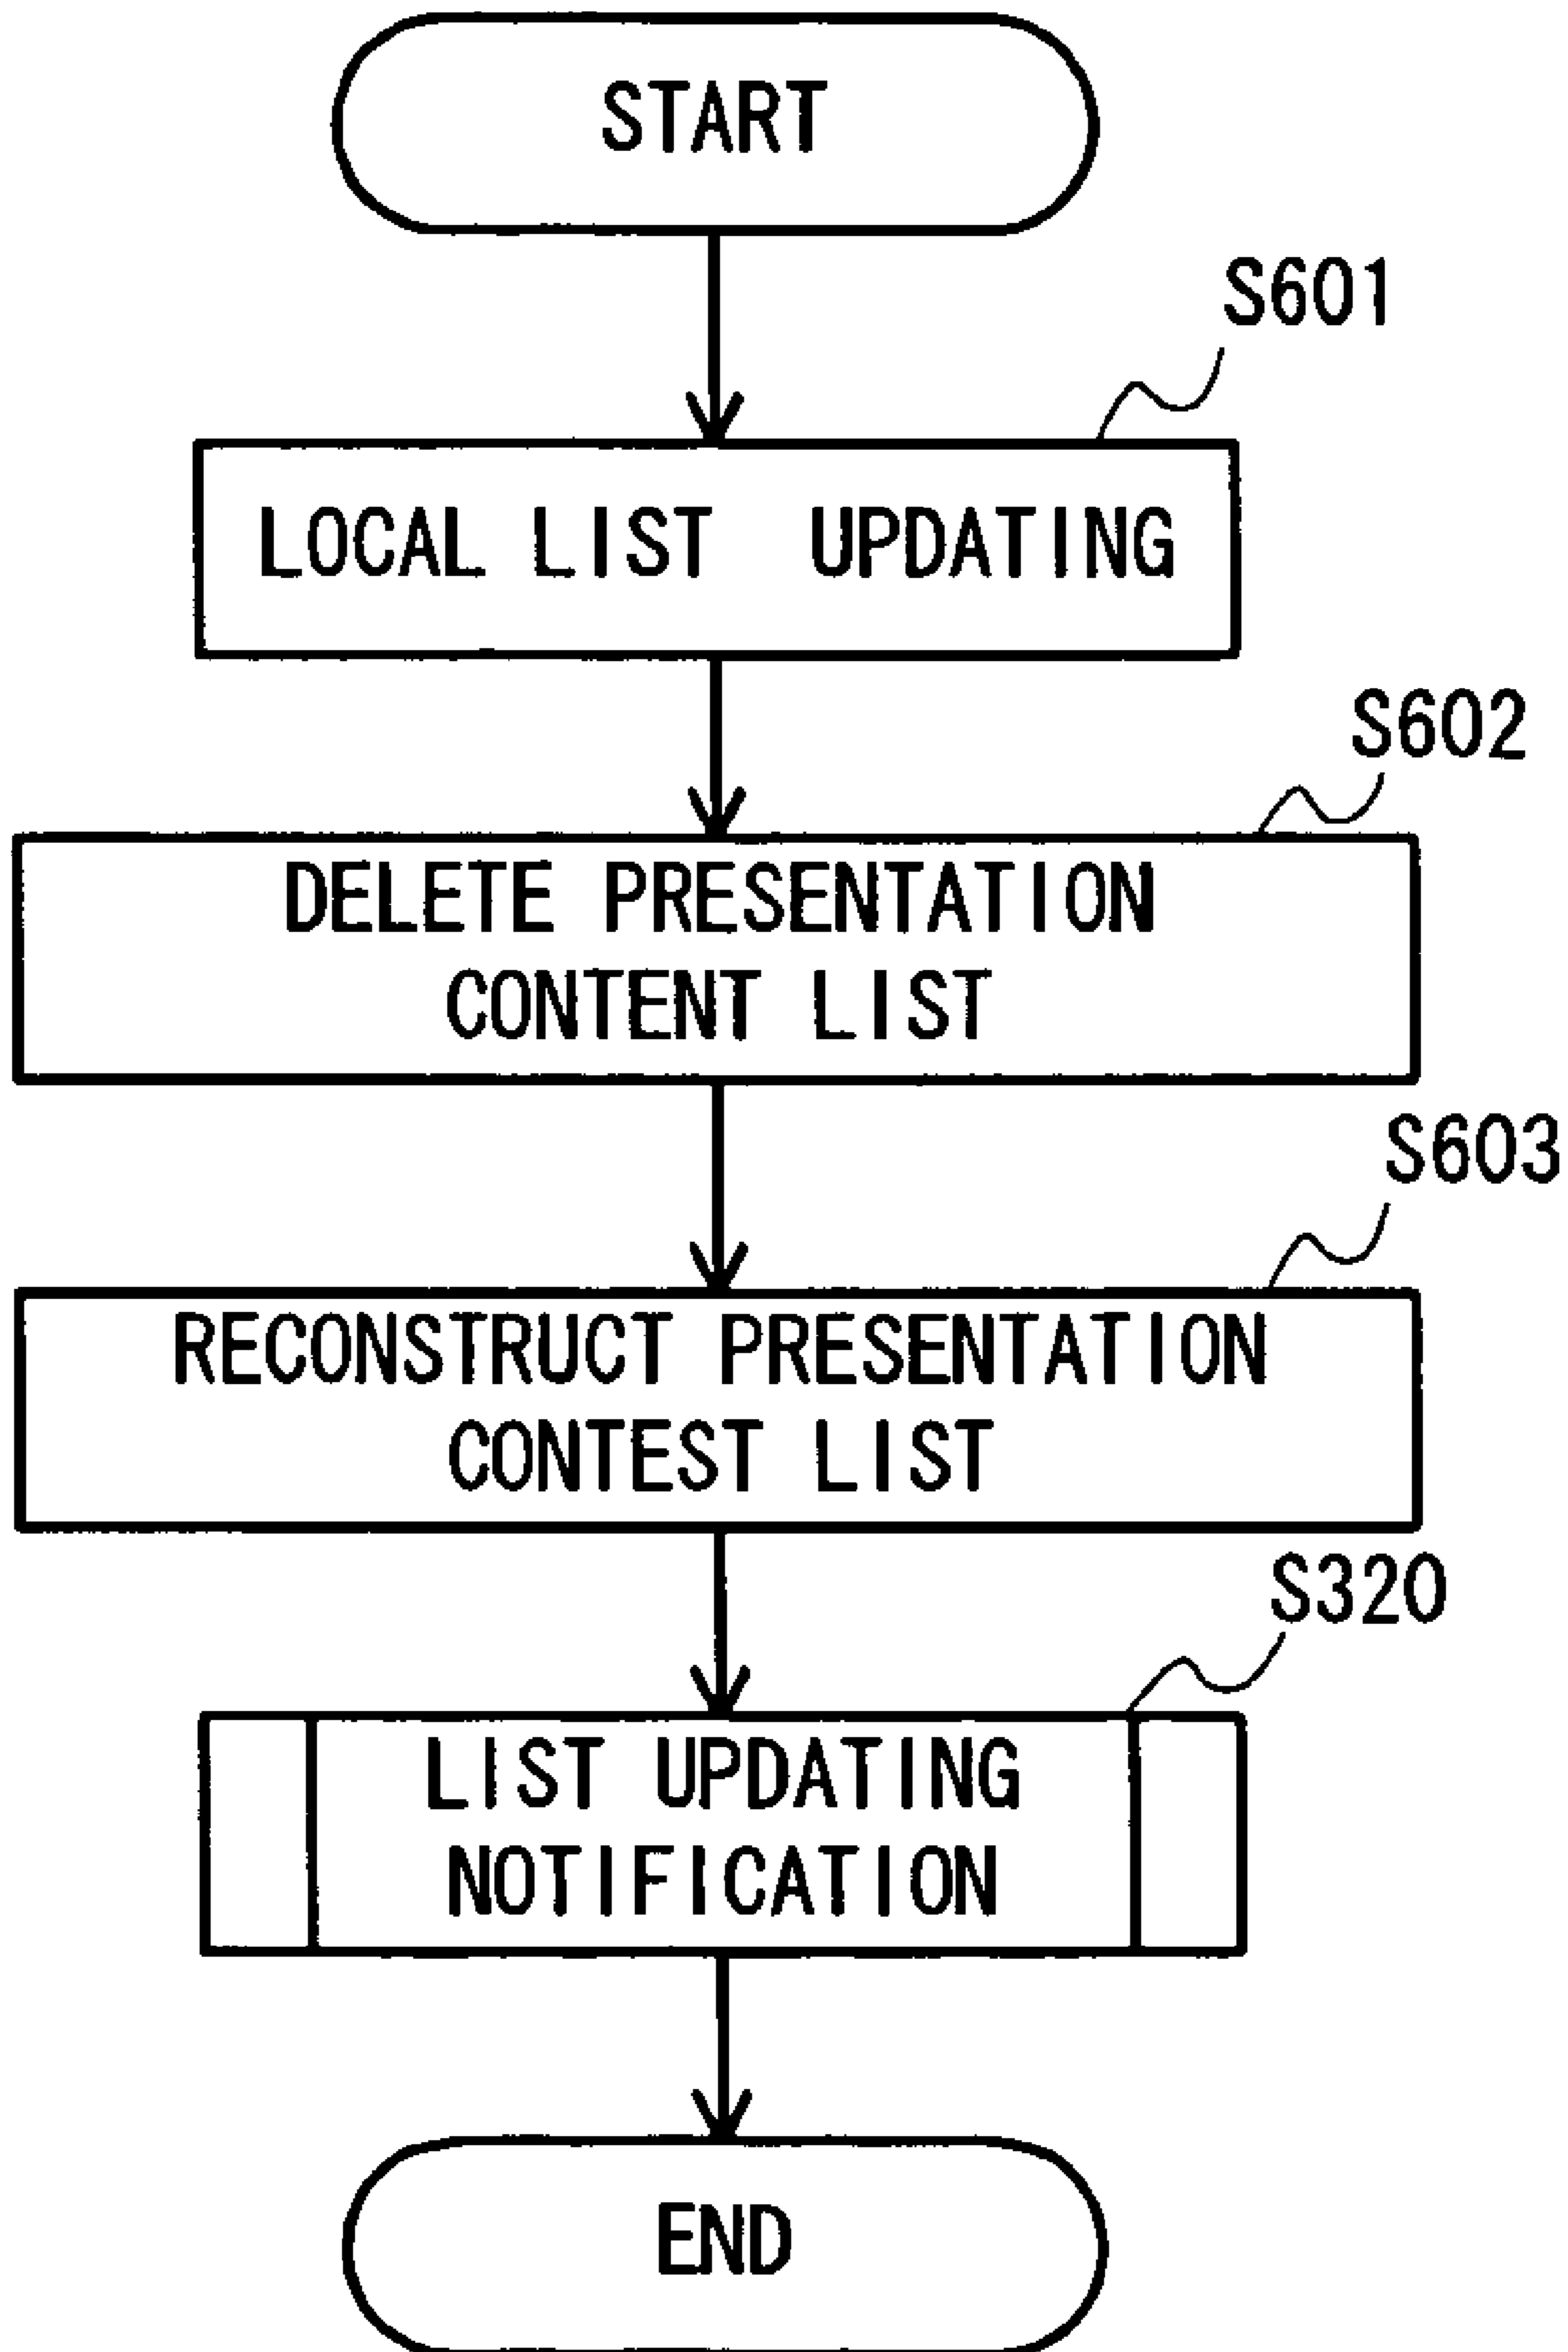 START
S601
LOCAL LIST UPDATING
S602
DELETE PRESENTATION
CONTENT LIST
S603
RECONSTRUCT PRESENTATION
CONTEST LIST
S320
LIST UPDATING
NOTIFICATION
END